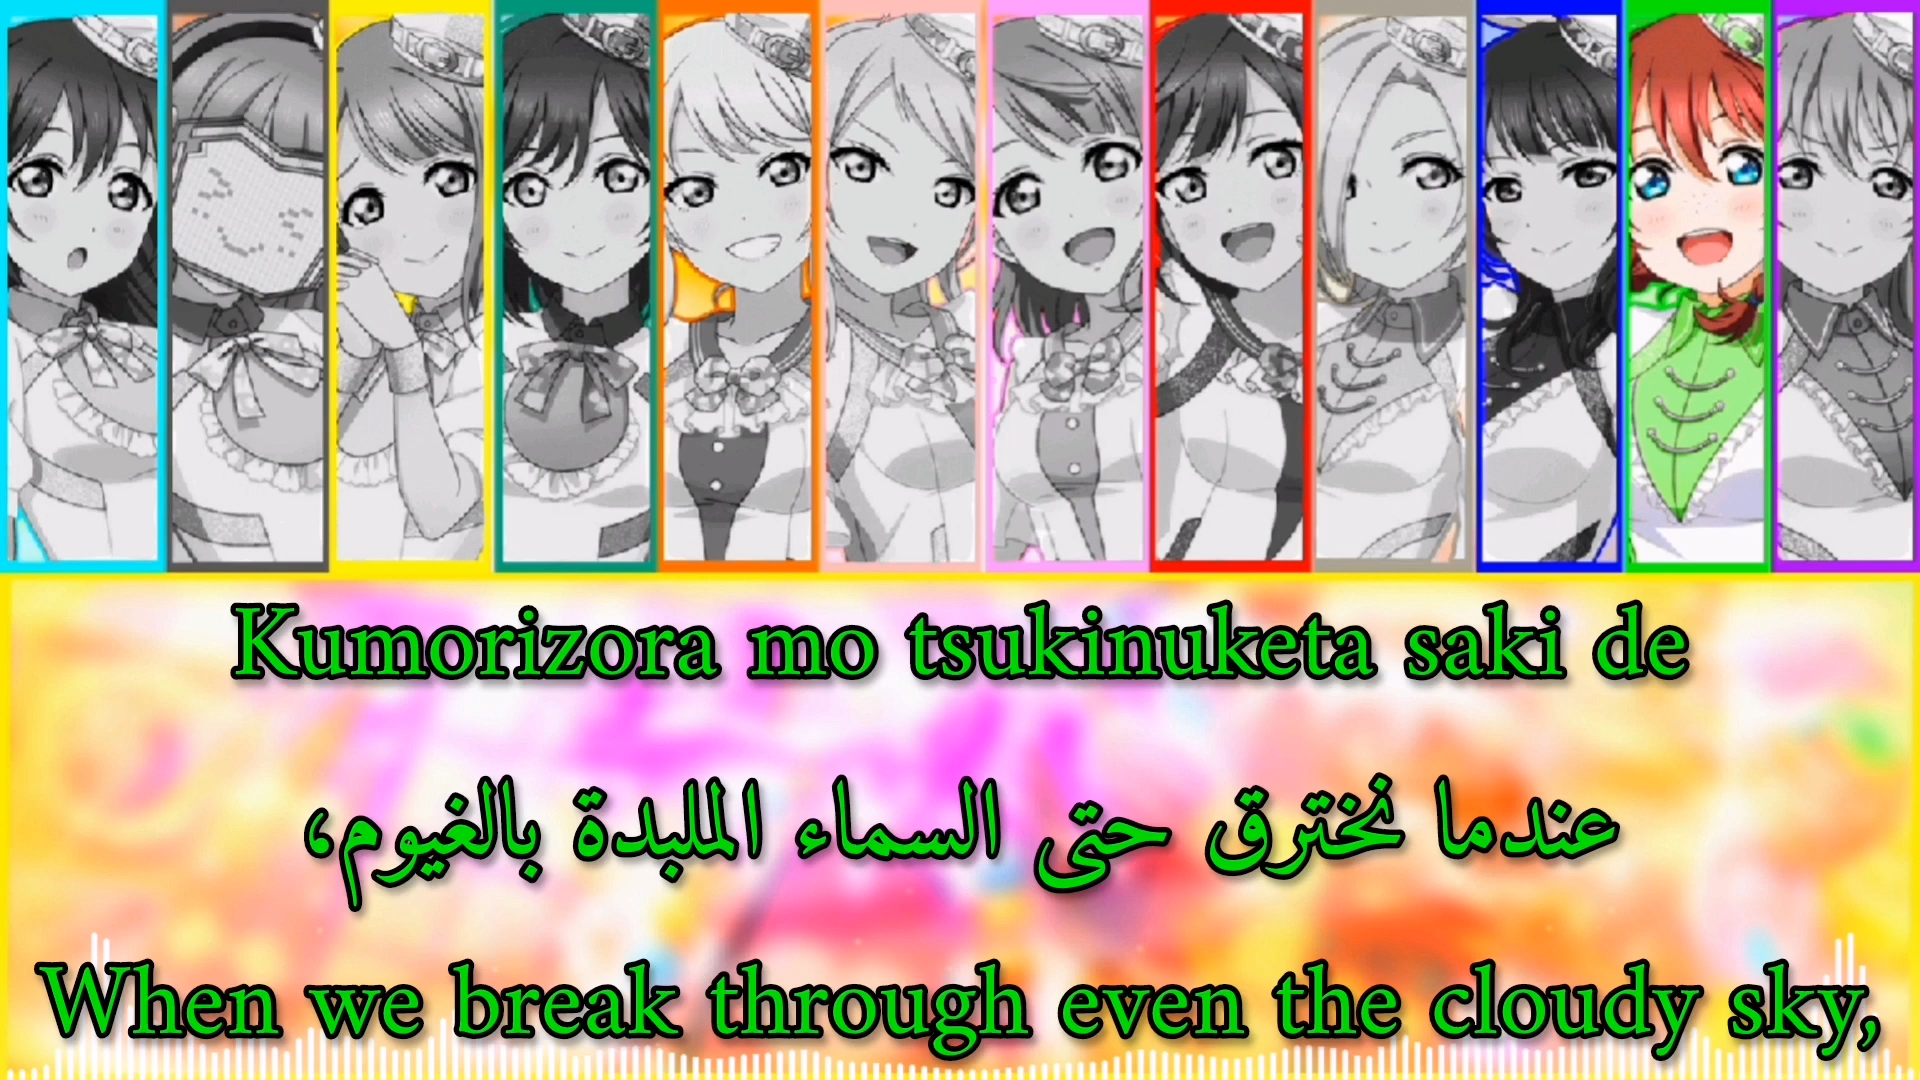 Kumorizora mo tsukinuketa saki de
عندما نخترق حتى السماء الملبدة بالغيوم،
When we break through even the cloudy sky,